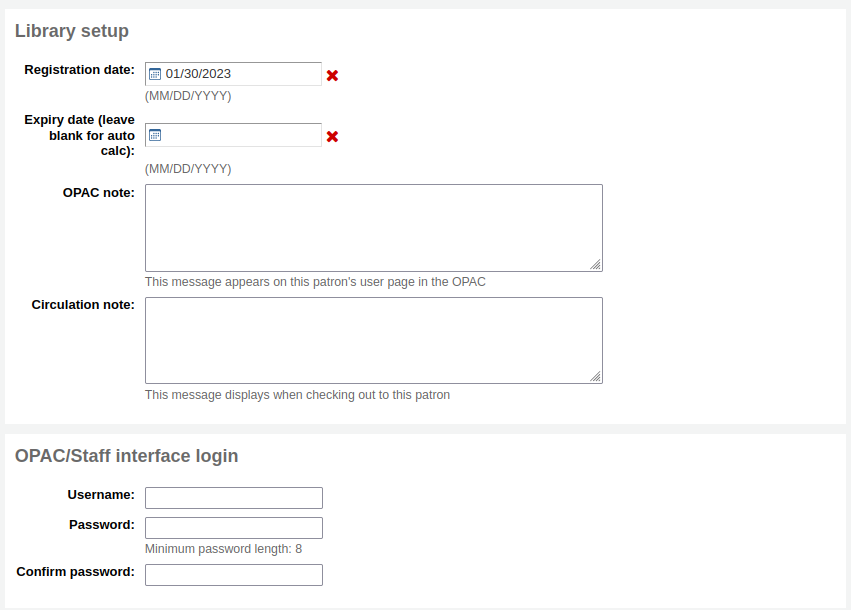 Library setup
Registration date: 01/30/2023
(MM/DD/YYYY)
Expiry date (leave
blank for auto
calc):
(MM/DD/YYYY)
OPAC note:
This message appears on this patron's user page in the OPAC
Circulation note:
This message displays when checking out to this patron
OPAC/Staff interface login
Username:
Password:
Minimum password length: 8
Confirm password: